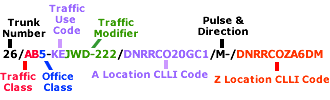 Trunk Number
Traffic Use Code
Traffic Modifier
Pulse & Direction
26/AB5-KEJWD-222/DNRRCO20GC1/M-/DNRRCOZA6DM
Traffic Class
Office Class
A Location CLLI Code
Z Location CLLI Code